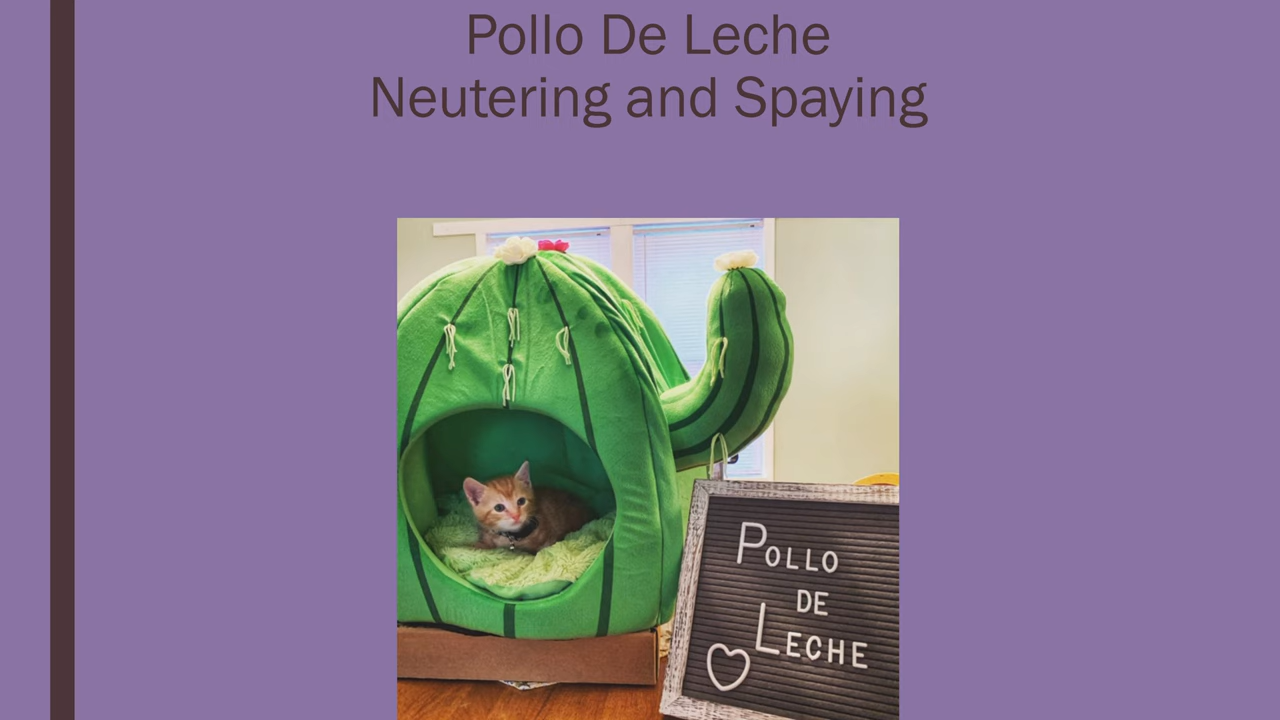 Pollo De Leche
Neutering and Spaying
POLLO
DE
LECHE